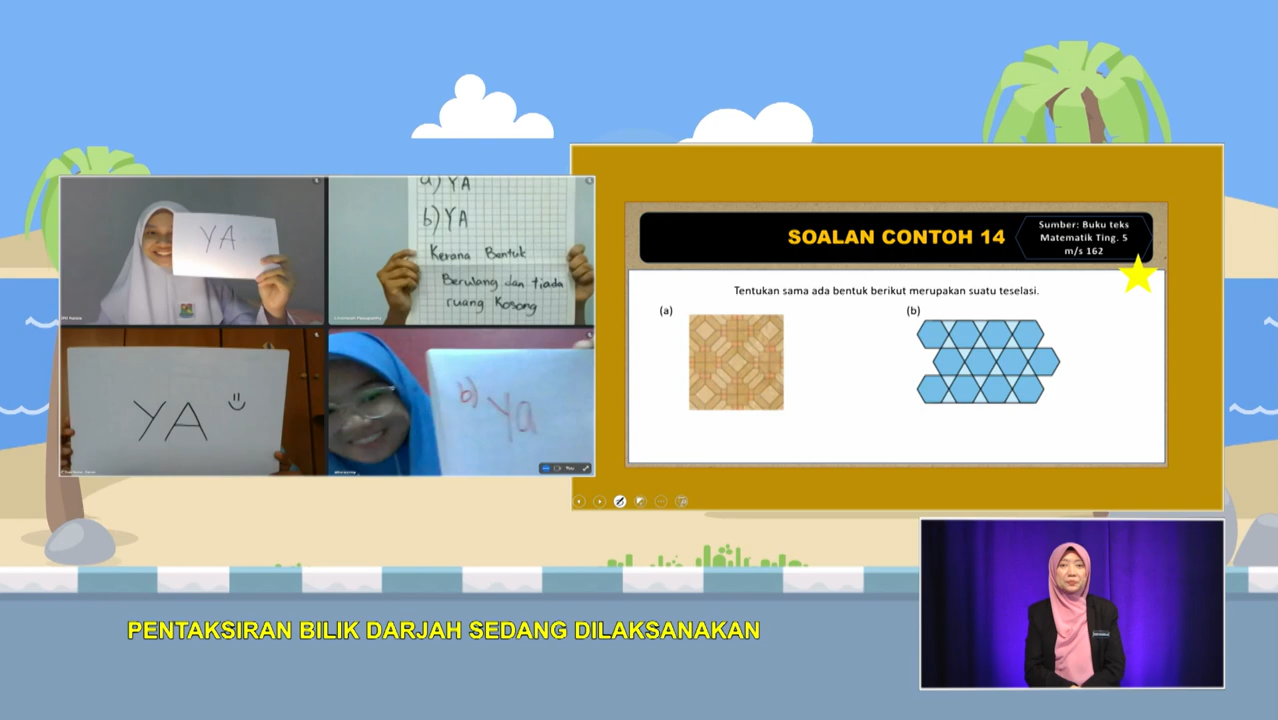 YA
a) YA
b) YA
Kerana Bentuk
Berulang dan tiada
ruang Kosong
YA
b) Ya
SOALAN CONTOH 14
Sumber: Buku teks
Matematik Ting. 5
m/s 162
Tentukan sama ada bentuk berikut merupakan suatu teselasi.
(a)
(b)
PENTAKSIRAN BILIK DARJAH SEDANG DILAKSANAKAN